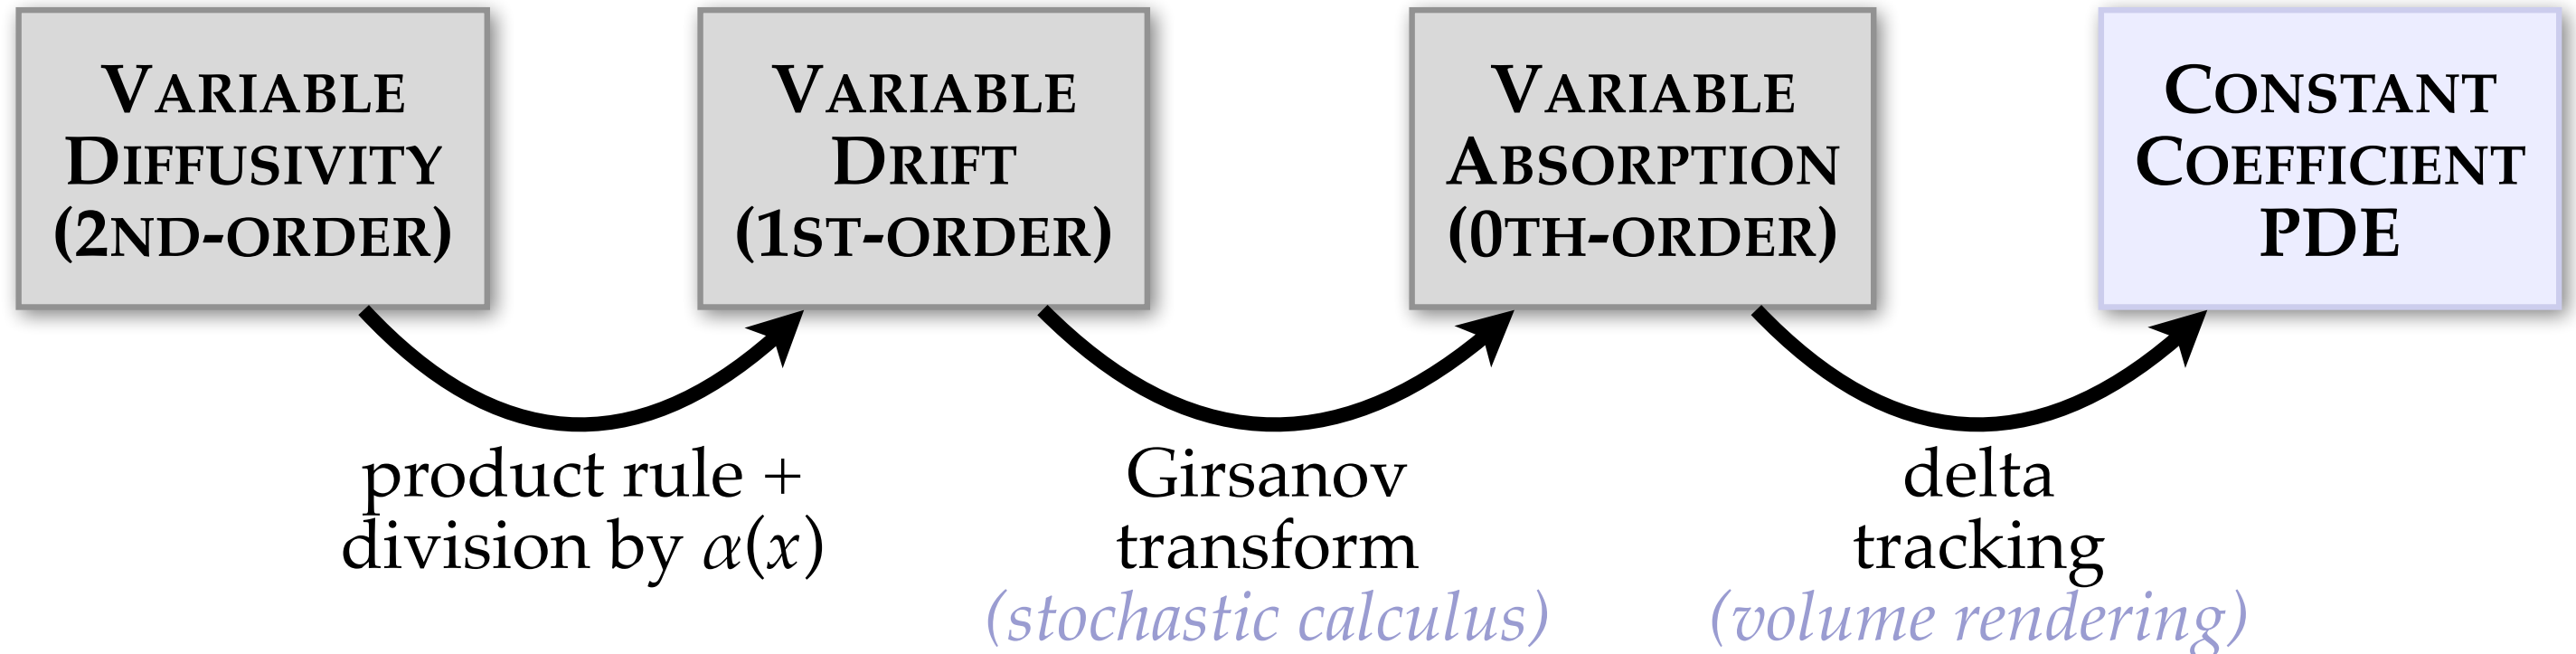 VARIABLE
DIFFUSIVITY
(2ND-ORDER)
VARIABLE
DRIFT
(1ST-ORDER)
VARIABLE
ABSORPTION
(0TH-ORDER)
CONSTANT
COEFFICIENT
PDE
product rule +
division by α(x)
Girsanov
transform
(stochastic calculus)
delta
tracking
(volume rendering)